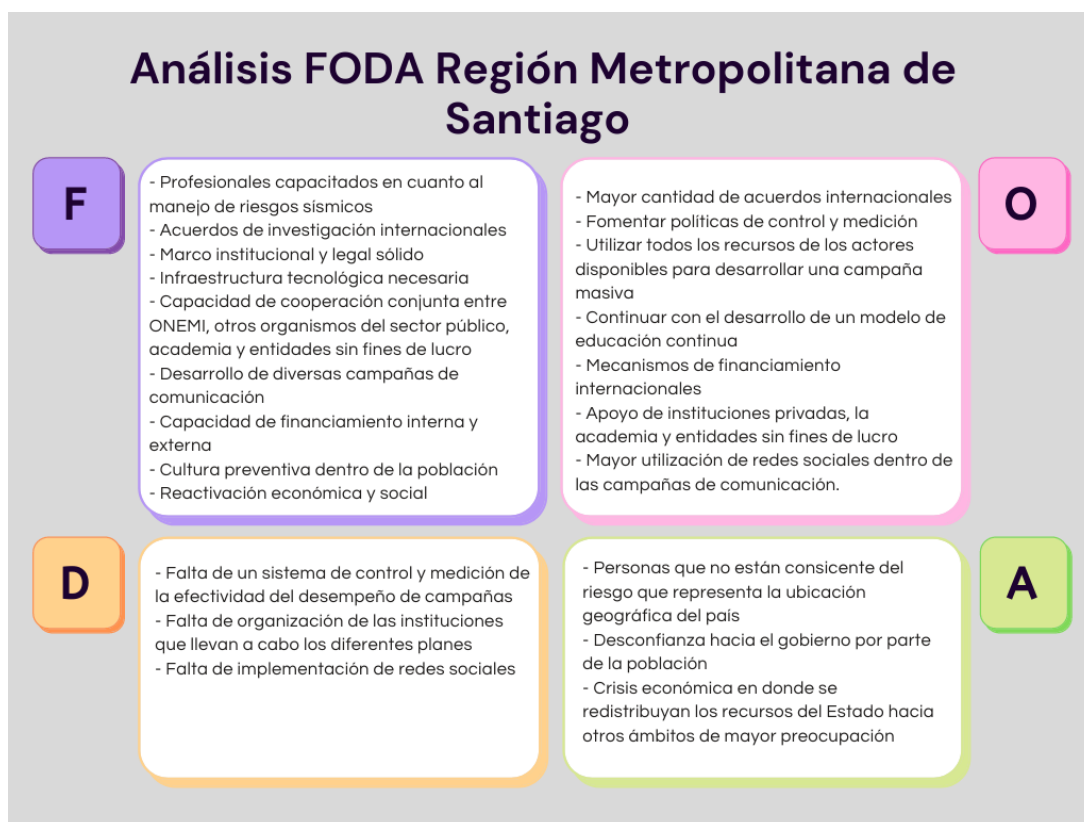 Análisis FODA Región Metropolitana de
Santiago
F
- Profesionales capacitados en cuanto al
manejo de riesgos sísmicos
- Acuerdos de investigación internacionales
- Marco institucional y legal sólido
- Infraestructura tecnológica necesaria
- Capacidad de cooperación conjunta entre
ONEMI, otros organismos del sector público,
academia y entidades sin fines de lucro
- Desarrollo de diversas campañas de
comunicación
- Capacidad de financiamiento interna y
externa
- Cultura preventiva dentro de la población
- Reactivación económica y social
O
- Mayor cantidad de acuerdos internacionales
- Fomentar políticas de control y medición
- Utilizar todos los recursos de los actores
disponibles para desarrollar una campaña
masiva
- Continuar con el desarrollo de un modelo de
educación continua
- Mecanismos de financiamiento
internacionales
- Apoyo de instituciones privadas, la
academia y entidades sin fines de lucro
- Mayor utilización de redes sociales dentro de
las campañas de comunicación.
D
- Falta de un sistema de control y medición de
la efectividad del desempeño de campañas
- Falta de organización de las instituciones
que llevan a cabo los diferentes planes
- Falta de implementación de redes sociales
A
- Personas que no están consicente del
riesgo que representa la ubicación
geográfica del país
- Desconfianza hacia el gobierno por parte
de la población
- Crisis económica en donde se
redistribuyan los recursos del Estado hacia
otros ámbitos de mayor preocupación